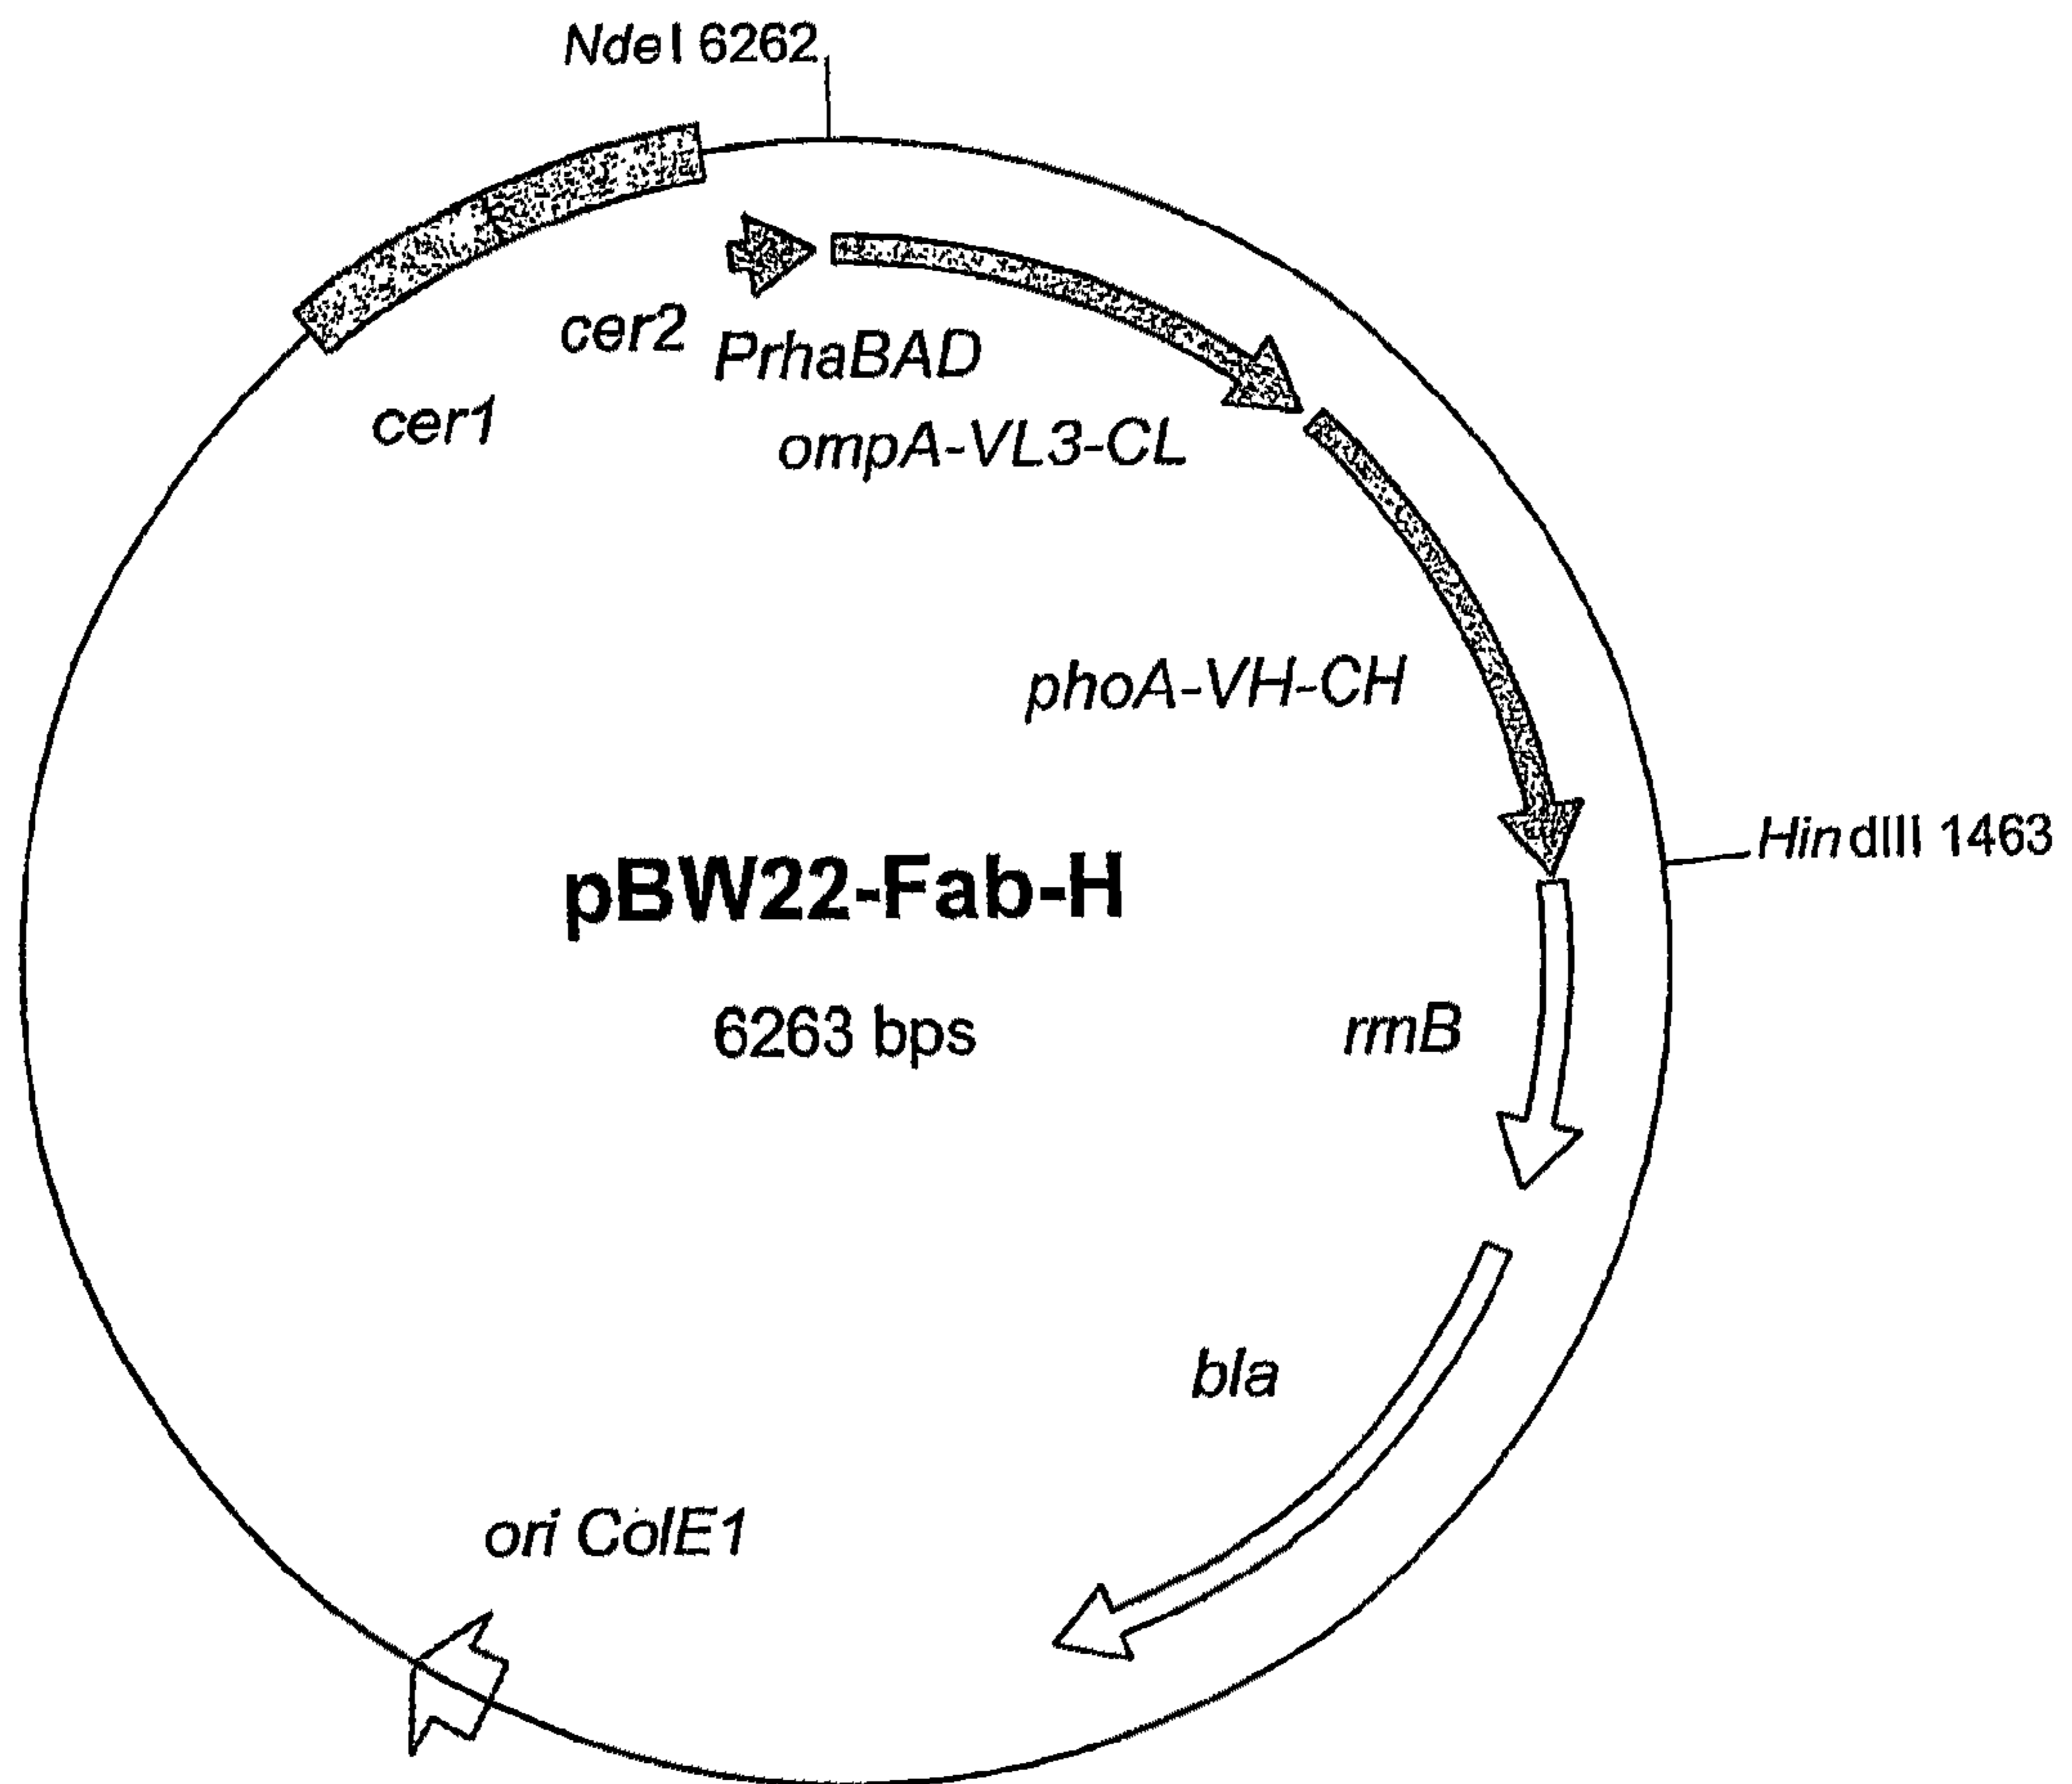 NdeI 6262
cer2
PrhaBAD
cer1
ompA-VL3-CL
phoA-VH-CH
HindIII 1463
pBW22-Fab-H
6263 bps
rrnB
bla
ori ColE1